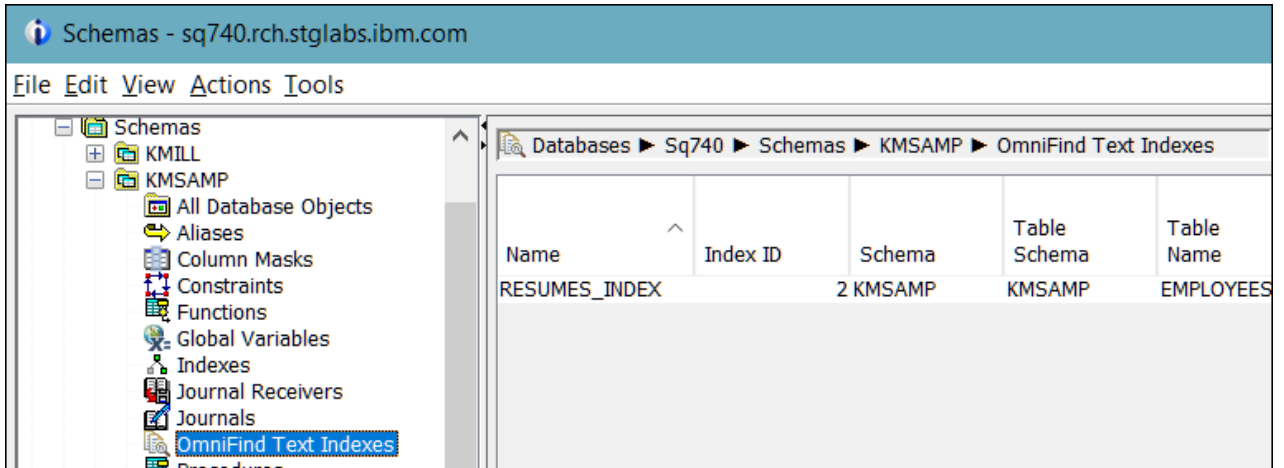 Schemas - sq740.rch.stglabs.ibm.com
File Edit View Actions Tools
Schemas
KMILL
KMSAMP
All Database Objects
Aliases
Column Masks
Constraints
Functions
Global Variables
Indexes
Journal Receivers
Journals
OmniFind Text Indexes
Procedures
Databases ► Sq740 ► Schemas ► KMSAMP ► OmniFind Text Indexes
Name Index ID Schema Table Schema Table Name
RESUMES_INDEX 2 KMSAMP KMSAMP EMPLOYEES